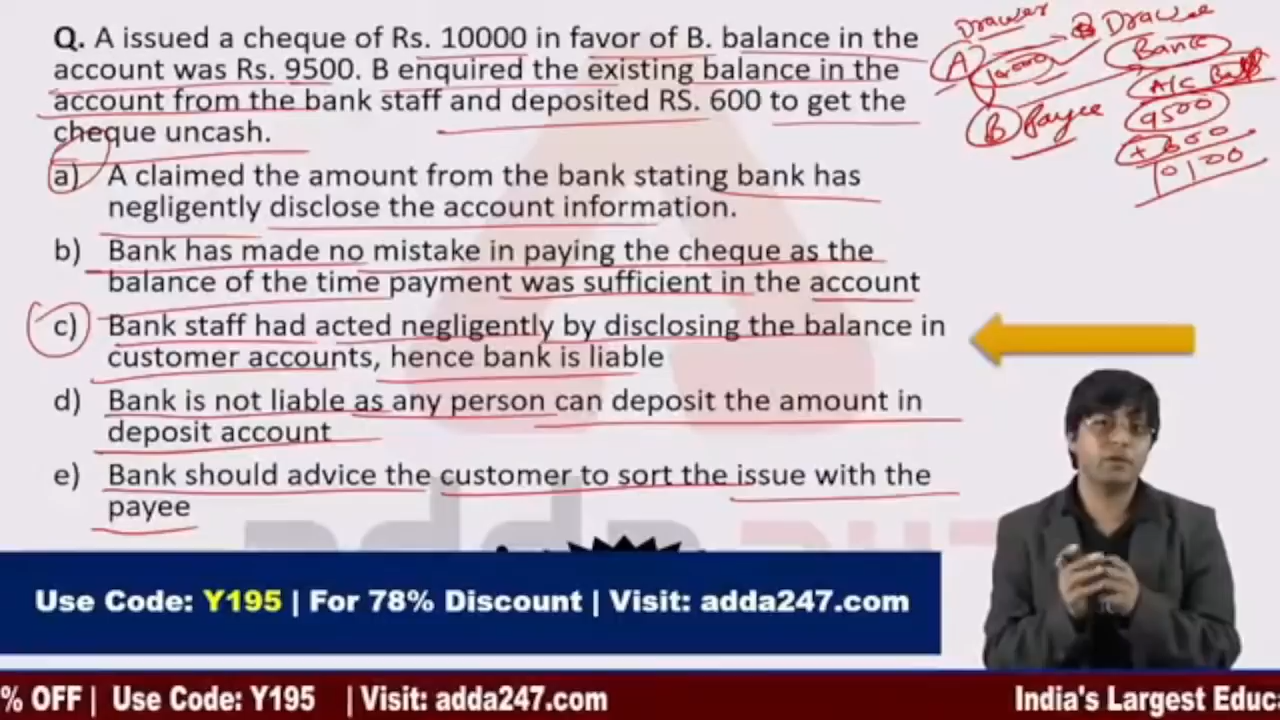 Q. A issued a cheque of Rs. 10000 in favor of B. balance in the
account was Rs. 9500. B enquired the existing balance in the
account from the bank staff and deposited RS. 600 to get the
cheque uncash.
a) A claimed the amount from the bank stating bank has
negligently disclose the account information.
b) Bank has made no mistake in paying the cheque as the
balance of the time payment was sufficient in the account
c) Bank staff had acted negligently by disclosing the balance in
customer accounts, hence bank is liable
d) Bank is not liable as any person can deposit the amount in
deposit account
e) Bank should advice the customer to sort the issue with the
payee
Drawer
A
10000
B Payee
Drawee
Bank
A/C
9500
+ 600
10100
Use Code: Y195 | For 78% Discount | Visit: adda247.com
% OFF | Use Code: Y195 | Visit: adda247.com
India's Largest Educ